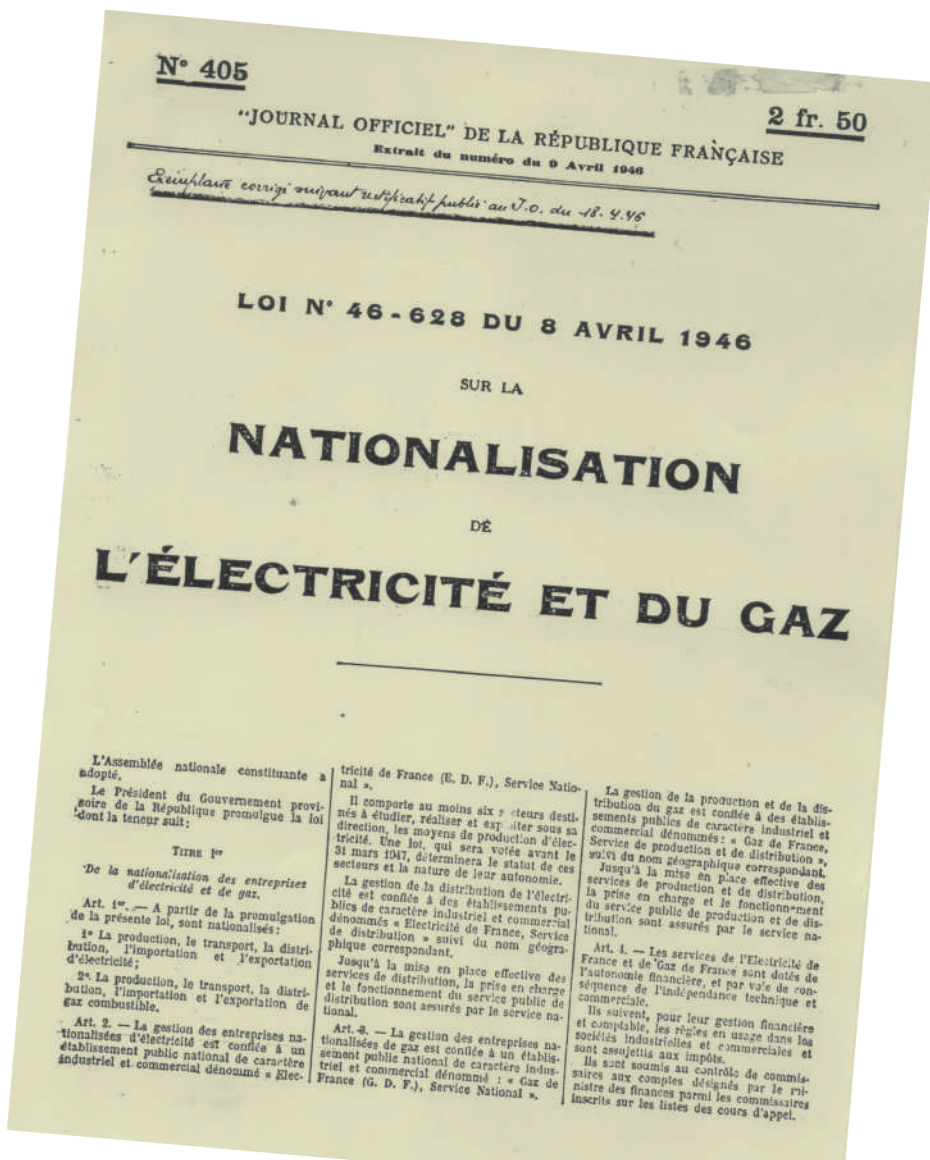 N° 405
2 fr. 50
"JOURNAL OFFICIEL" DE LA RÉPUBLIQUE FRANÇAISE
Extrait du numéro du 9 Avril 1946
Exemplaire corrigé suivant rectificatif publié au J.O. du 18.4.46
LOI N° 46-628 DU 8 AVRIL 1946
SUR LA
NATIONALISATION
DE
L'ÉLECTRICITÉ ET DU GAZ
L'Assemblée nationale constituante a
adopté,
Le Président du Gouvernement provi-
soire de la République promulgue la loi
dont la teneur suit:
TITRE 1er
De la nationalisation des entreprises
d'électricité et de gaz.
Art. 1er. — A partir de la promulgation
de la présente loi, sont nationalisés:
1° La production, le transport, la distri-
bution, l'importation et l'exportation
d'électricité;
2° La production, le transport, la distri-
bution, l'importation et l'exportation de
gaz combustible.
Art. 2. — La gestion des entreprises na-
tionalisées d'électricité est confiée à un
établissement public national de caractère
industriel et commercial dénommé « Elec-
tricité de France (E. D. F.), Service Natio-
nal ».
Il comporte au moins six secteurs desti-
nés à étudier, réaliser et exploiter sous sa
direction, les moyens de production d'élec-
tricité. Une loi, qui sera votée avant le
31 mars 1947, déterminera le statut de ces
secteurs et la nature de leur autonomie.
La gestion de la distribution de l'électri-
cité est confiée à des établissements pu-
blics de caractère industriel et commercial
dénommés « Electricité de France, Service
de distribution » suivi du nom géogra-
phique correspondant.
Jusqu'à la mise en place effective des
services de distribution, la prise en charge
et le fonctionnement du service public de
distribution sont assurés par le service na-
tional.
Art. 3. — La gestion des entreprises na-
tionalisées de gaz est confiée à un établis-
sement public national de caractère indus-
triel et commercial dénommé : « Gaz de
France (G. D. F.), Service National ».
La gestion de la production et de la dis-
tribution du gaz est confiée à des établis-
sements publics de caractère industriel et
commercial dénommés: « Gaz de France,
Service de production et de distribution »,
suivi du nom géographique correspondant.
Jusqu'à la mise en place effective des
services de production et de distribution,
la prise en charge et le fonctionnement
du service public de production et de dis-
tribution sont assurés par le service na-
tional.
Art. 4. — Les services de l'Electricité de
France et de Gaz de France sont dotés de
l'autonomie financière, et par voie de con-
séquence de l'indépendance technique et
commerciale.
Ils suivent, pour leur gestion financière
et comptable, les règles en usage dans les
sociétés industrielles et commerciales et
sont assujettis aux impôts.
Ils sont soumis au contrôle de commis-
saires aux comptes désignés par le mi-
nistre des finances parmi les commissaires
inscrits sur les listes des cours d'appel.